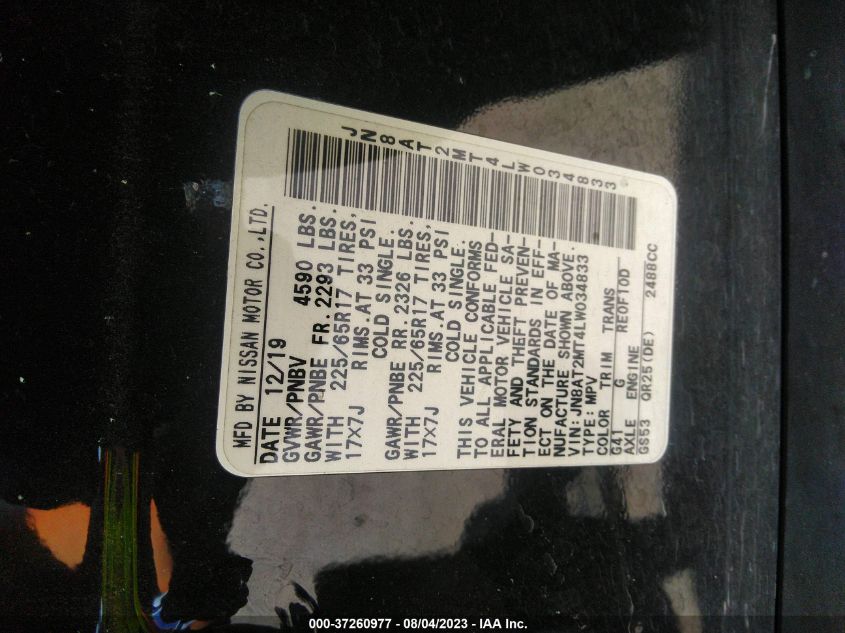 MFD BY NISSAN MOTOR CO.,LTD.
DATE 12/19
GVWR/PNBV 4590 LBS.
GAWR/PNBE FR. 2293 LBS.
WITH 225/65R17 TIRES,
17X7J RIMS.AT 33 PSI
COLD SINGLE.
GAWR/PNBE RR. 2326 LBS.
WITH 225/65R17 TIRES,
17X7J RIMS.AT 33 PSI
COLD SINGLE.
THIS VEHICLE CONFORMS
TO ALL APPLICABLE FED-
ERAL MOTOR VEHICLE SA-
FETY AND THEFT PREVEN-
TION STANDARDS IN EFF-
ECT ON THE DATE OF MA-
NUFACTURE SHOWN ABOVE.
VIN: JN8AT2MT4LW034833
TYPE: MPV
COLOR TRIM TRANS
G41 G RE0F10D
AXLE ENGINE
GS53 QR25(DE) 2488CC
JN8AT2MT4LW034833
000-37260977 - 08/04/2023 - IAA Inc.